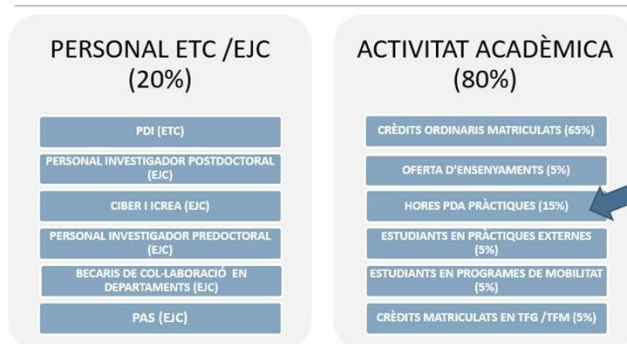 PERSONAL ETC /EJC
(20%)
PDI (ETC)
PERSONAL INVESTIGADOR POSTDOCTORAL
(EJC)
CIBER I ICREA (EJC)
PERSONAL INVESTIGADOR PREDOCTORAL
(EJC)
BECARIS DE COL·LABORACIÓ EN
DEPARTAMENTS (EJC)
PAS (EJC)
ACTIVITAT ACADÈMICA
(80%)
CRÈDITS ORDINARIS MATRICULATS (65%)
OFERTA D'ENSENYAMENTS (5%)
HORES PDA PRÀCTIQUES (15%)
ESTUDIANTS EN PRÀCTIQUES EXTERNES
(5%)
ESTUDIANTS EN PROGRAMES DE MOBILITAT
(5%)
CRÈDITS MATRICULATS EN TFG /TFM (5%)